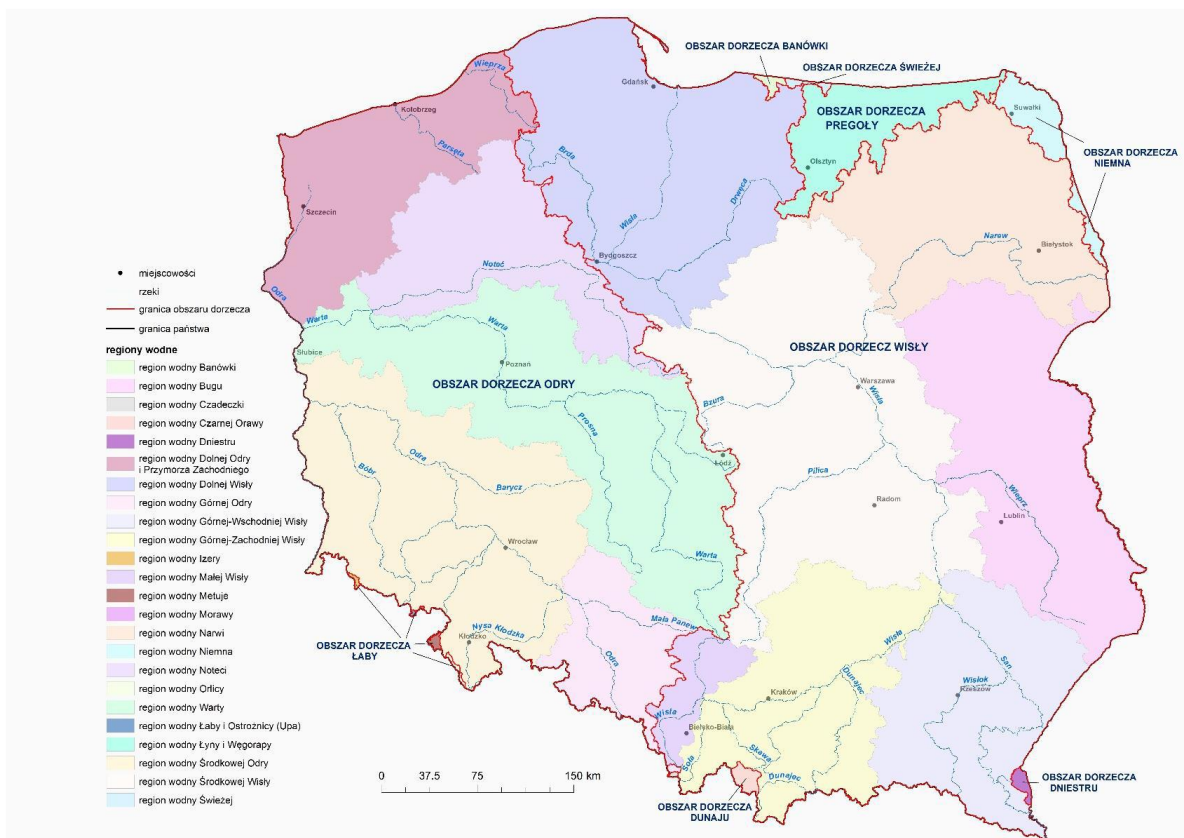 OBSZAR DORZECZA BANÓWKI
OBSZAR DORZECZA ŚWIEŻEJ
Wieprza
Gdańsk
Kołobrzeg
OBSZAR DORZECZA
PREGOŁY
Suwałki
Parsęta
Brda
OBSZAR DORZECZA
NIEMNA
Olsztyn
Drwęca
Wisła
Szczecin
Narew
Białystok
Bydgoszcz
Noteć
Odra
Warta
Warta
Słubice
Poznań
OBSZAR DORZECZ WISŁY
OBSZAR DORZECZA ODRY
Warszawa
Wisła
Bzura
Prosna
Łódź
Odra
Bóbr
Barycz
Pilica
Radom
Wieprz
Lublin
Wrocław
Warta
Mała Panew
Nysa Kłodzka
Kłodzko
OBSZAR DORZECZA
ŁABY
Odra
Wisła
San
Dunajec
Wisłok
Rzeszów
Kraków
Wisła
Bielsko-Biała
Skawa
Soła
Dunajec
OBSZAR DORZECZA
DUNAJU
OBSZAR DORZECZA
DNIESTRU
miejscowości
rzeki
granica obszaru dorzecza
granica państwa
regiony wodne
region wodny Banówki
region wodny Bugu
region wodny Czadeczki
region wodny Czarnej Orawy
region wodny Dniestru
region wodny Dolnej Odry
i Przymorza Zachodniego
region wodny Dolnej Wisły
region wodny Górnej Odry
region wodny Górnej-Wschodniej Wisły
region wodny Górnej-Zachodniej Wisły
region wodny Izery
region wodny Małej Wisły
region wodny Metuje
region wodny Morawy
region wodny Narwi
region wodny Niemna
region wodny Noteci
region wodny Orlicy
region wodny Warty
region wodny Łaby i Ostrożnicy (Upa)
region wodny Łyny i Węgorapy
region wodny Środkowej Odry
region wodny Środkowej Wisły
region wodny Świeżej
0 37.5 75 150 km